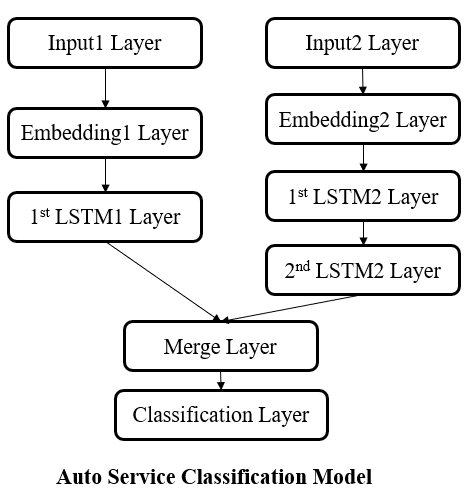 Input1 Layer
Input2 Layer
Embedding1 Layer
Embedding2 Layer
1st LSTM1 Layer
1st LSTM2 Layer
2nd LSTM2 Layer
Merge Layer
Classification Layer
Auto Service Classification Model